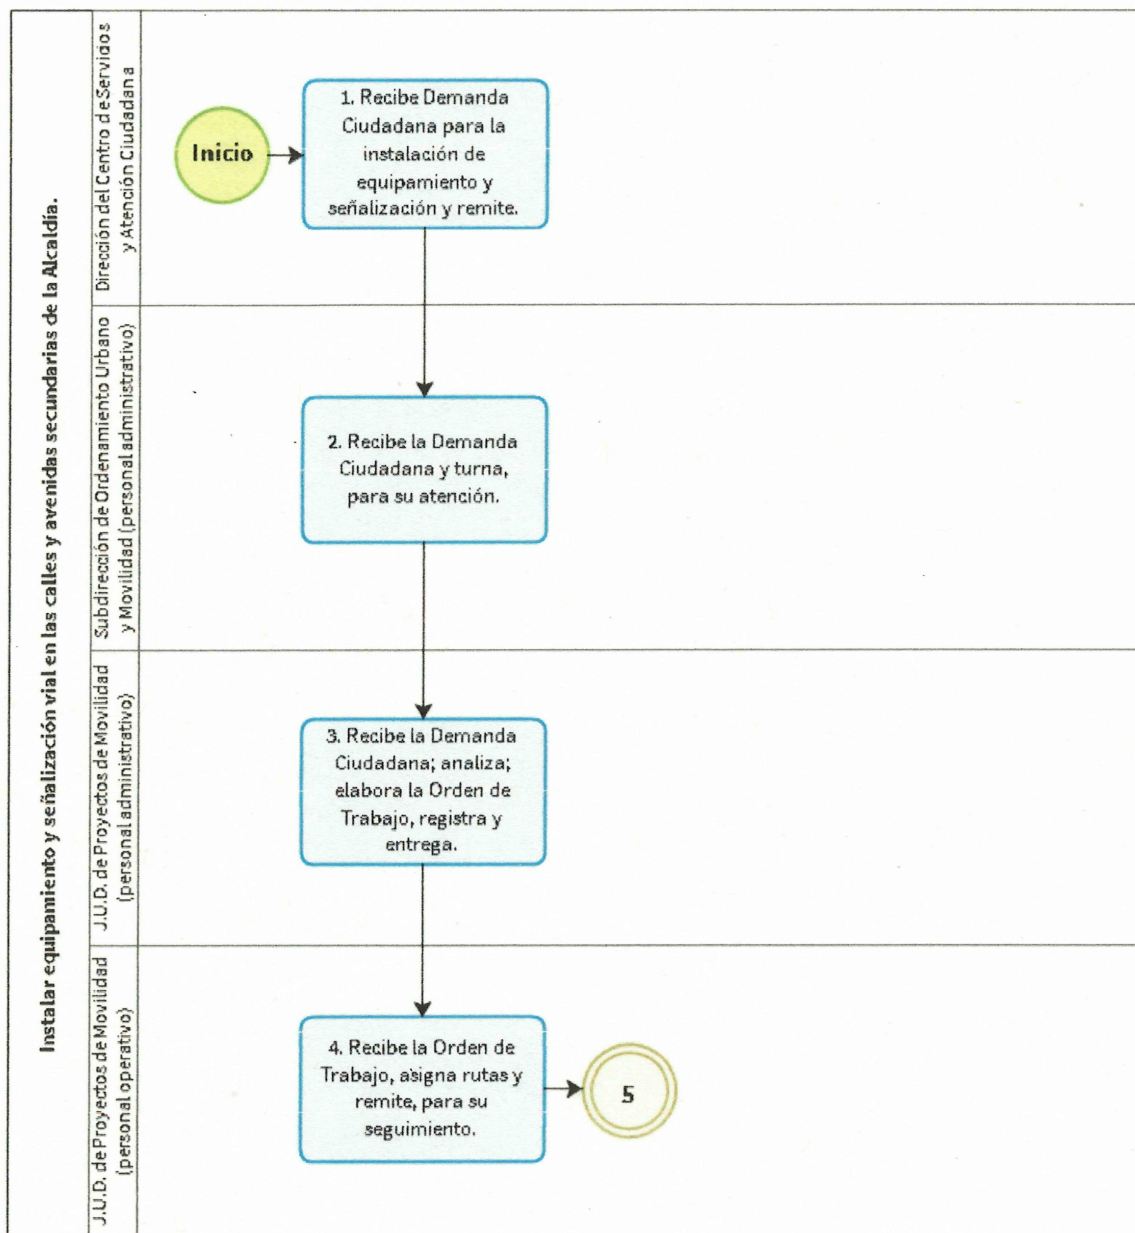 Instalar equipamiento y señalización vial en las calles y avenidas secundarias de la Alcaldía.
Dirección del Centro de Servicios
y Atención Ciudadana
Inicio
1. Recibe Demanda
Ciudadana para la
instalación de
equipamiento y
señalización y remite.
Subdirección de Ordenamiento Urbano
y Movilidad (personal administrativo)
2. Recibe la Demanda
Ciudadana y turna,
para su atención.
J.U.D. de Proyectos de Movilidad
(personal administrativo)
3. Recibe la Demanda
Ciudadana; analiza;
elabora la Orden de
Trabajo, registra y
entrega.
J.U.D. de Proyectos de Movilidad
(personal operativo)
4. Recibe la Orden de
Trabajo, asigna rutas y
remite, para su
seguimiento.
5